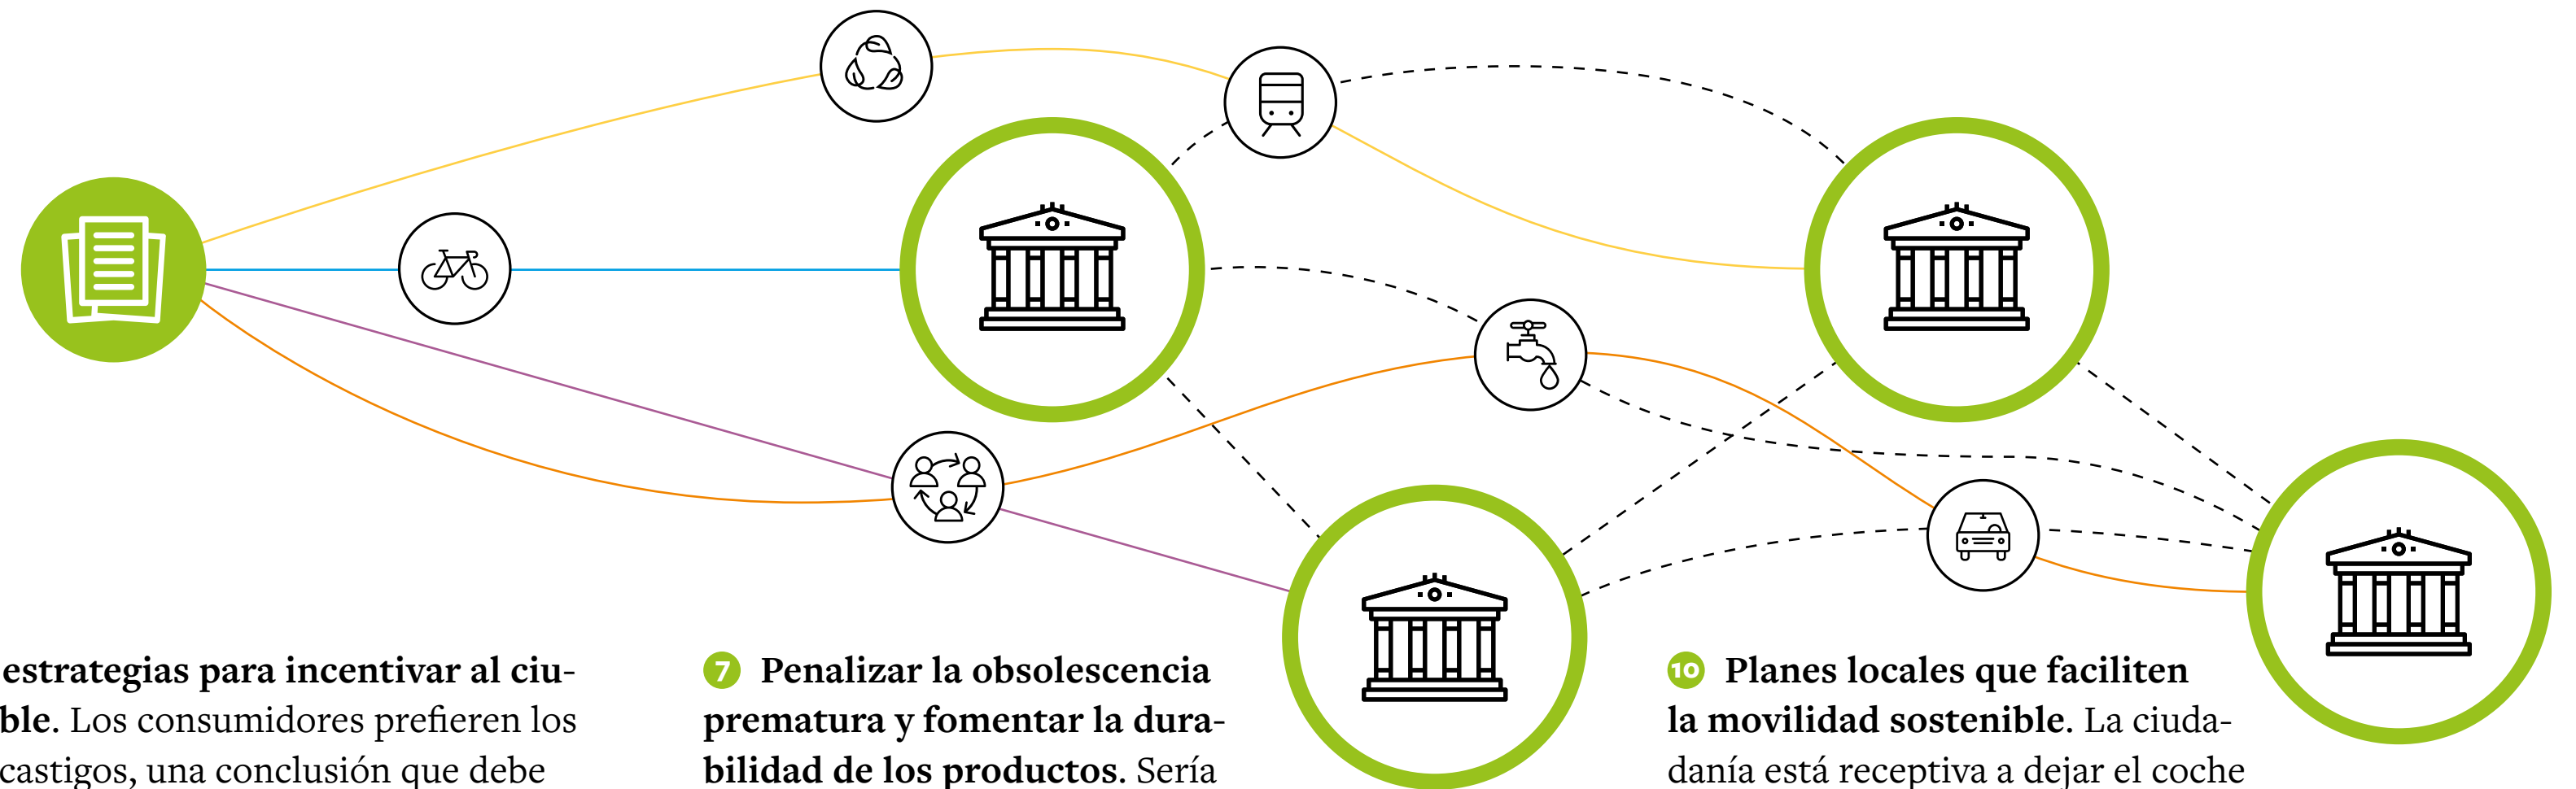 estrategias para incentivar al ciu-
ble. Los consumidores prefieren los
castigos, una conclusión que debe
7 Penalizar la obsolescencia
prematura y fomentar la dura-
bilidad de los productos. Sería
10 Planes locales que faciliten
la movilidad sostenible. La ciuda-
danía está receptiva a dejar el coche